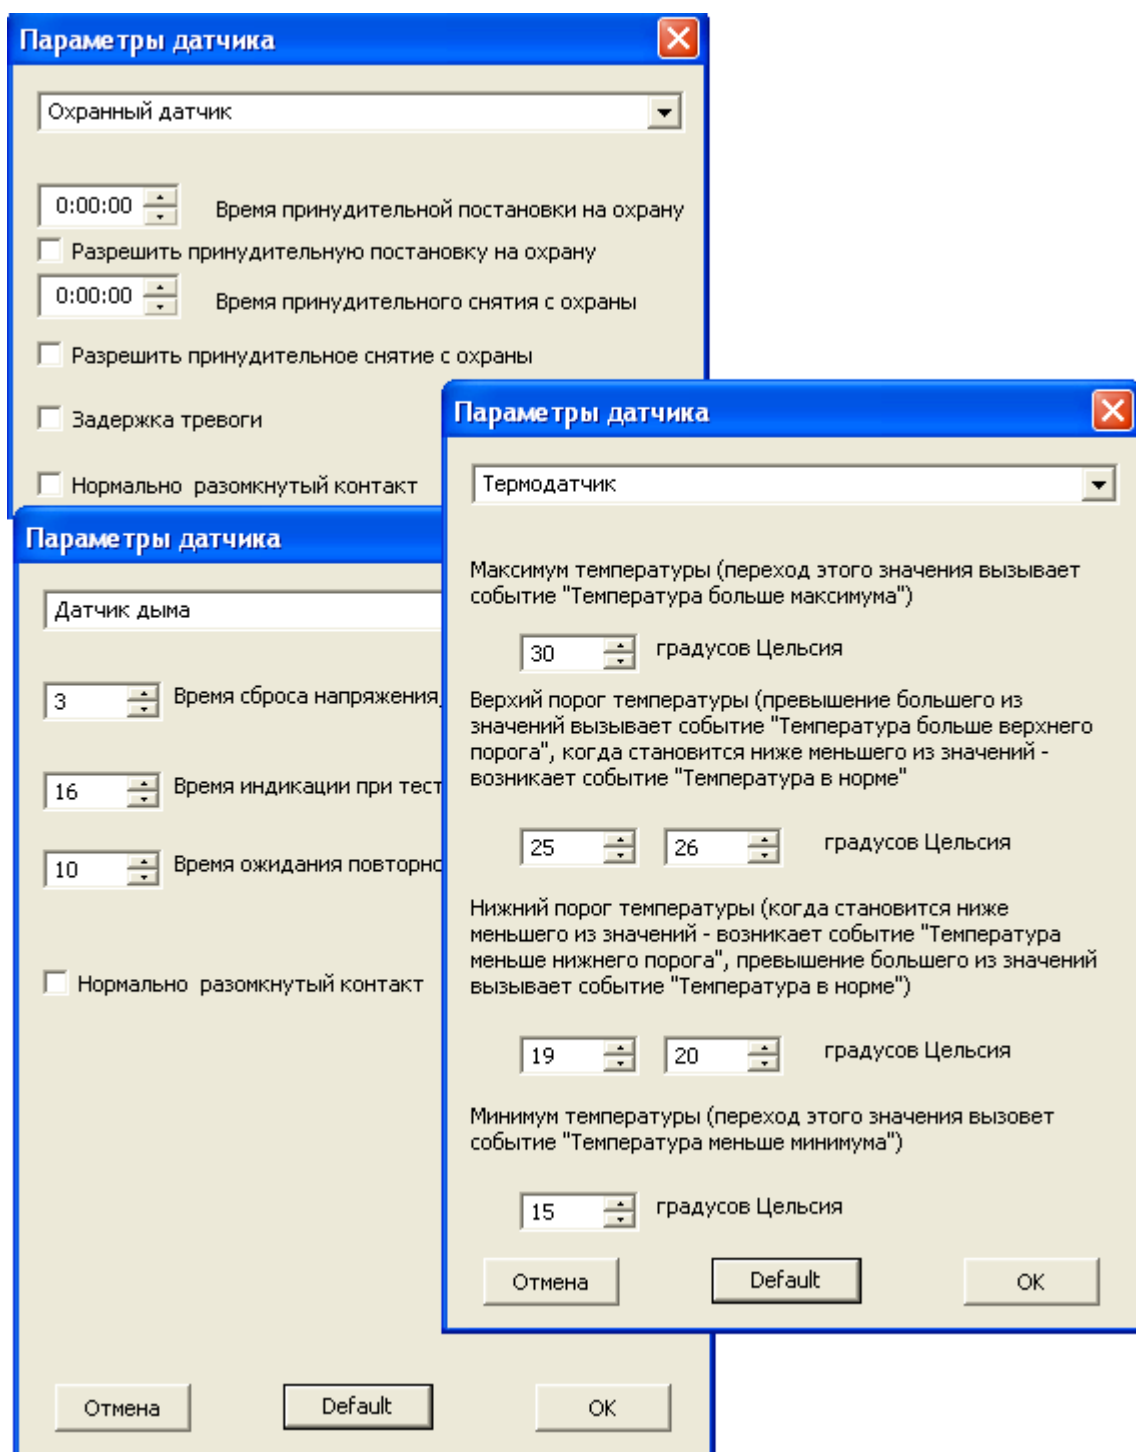 Параметры датчика
Охранный датчик
0:00:00 Время принудительной постановки на охрану
Разрешить принудительную постановку на охрану
0:00:00 Время принудительного снятия с охраны
Разрешить принудительное снятие с охраны
Задержка тревоги
Нормально разомкнутый контакт
Параметры датчика
Датчик дыма
3 Время сброса напряжения,
16 Время индикации при тест
10 Время ожидания повторно
Нормально разомкнутый контакт
Отмена Default OK
Параметры датчика
Термодатчик
Максимум температуры (переход этого значения вызывает
событие "Температура больше максимума")
30 градусов Цельсия
Верхий порог температуры (превышение большего из
значений вызывает событие "Температура больше верхнего
порога", когда становится ниже меньшего из значений -
возникает событие "Температура в норме"
25 26 градусов Цельсия
Нижний порог температуры (когда становится ниже
меньшего из значений - возникает событие "Температура
меньше нижнего порога", превышение большего из значений
вызывает событие "Температура в норме")
19 20 градусов Цельсия
Минимум температуры (переход этого значения вызовет
событие "Температура меньше минимума")
15 градусов Цельсия
Отмена Default OK